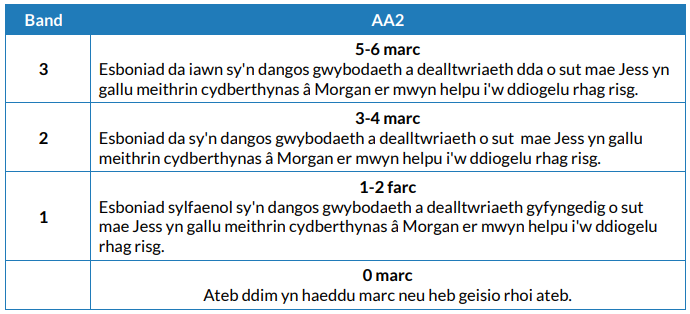 Band AA2
5-6 marc
3 Esboniad da iawn sy'n dangos gwybodaeth a dealltwriaeth dda o sut mae Jess yn
gallu meithrin cydberthynas â Morgan er mwyn helpu i'w ddiogelu rhag risg.
3-4 marc
2 Esboniad da sy'n dangos gwybodaeth a dealltwriaeth o sut mae Jess yn gallu
meithrin cydberthynas â Morgan er mwyn helpu i'w ddiogelu rhag risg.
1-2 farc
1 Esboniad sylfaenol sy'n dangos gwybodaeth a dealltwriaeth gyfyngedig o sut
mae Jess yn gallu meithrin cydberthynas â Morgan er mwyn helpu i'w ddiogelu
rhag risg.
0 marc
Ateb ddim yn haeddu marc neu heb geisio rhoi ateb.